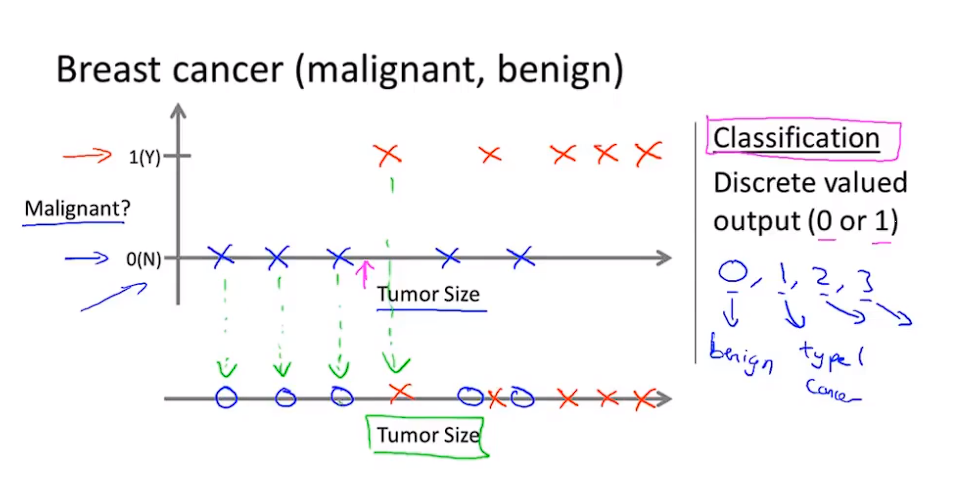 Breast cancer (malignant, benign)
1(Y)
Malignant?
0(N)
Tumor Size
Tumor Size
Classification
Discrete valued
output (0 or 1)
0, 1, 2, 3
benign type 1
cancer